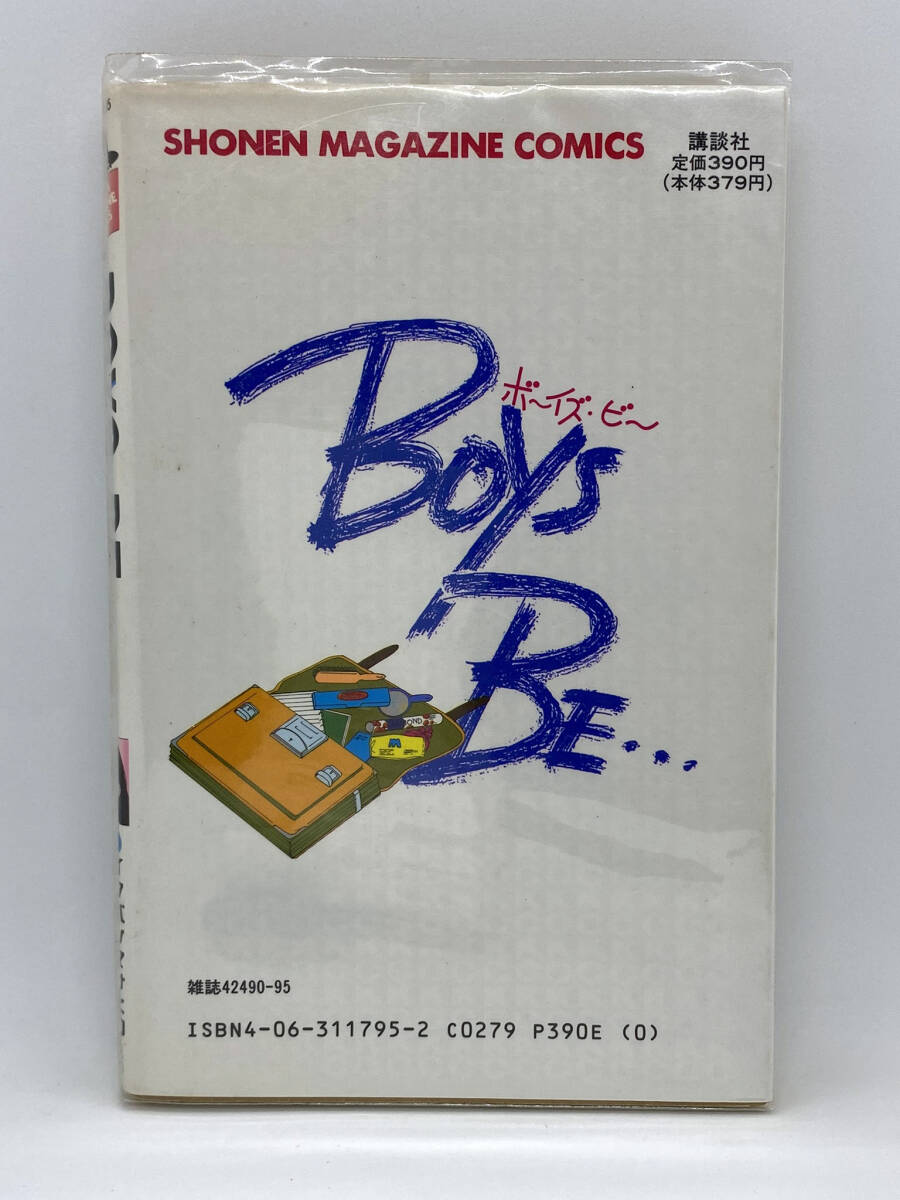 SHONEN MAGAZINE COMICS
講談社
定価390円
(本体379円)
ボ〜イズ・ビ〜
BOYS
BE...
M
雑誌42490-95
ISBN4-06-311795-2 C0279 P390E (0)